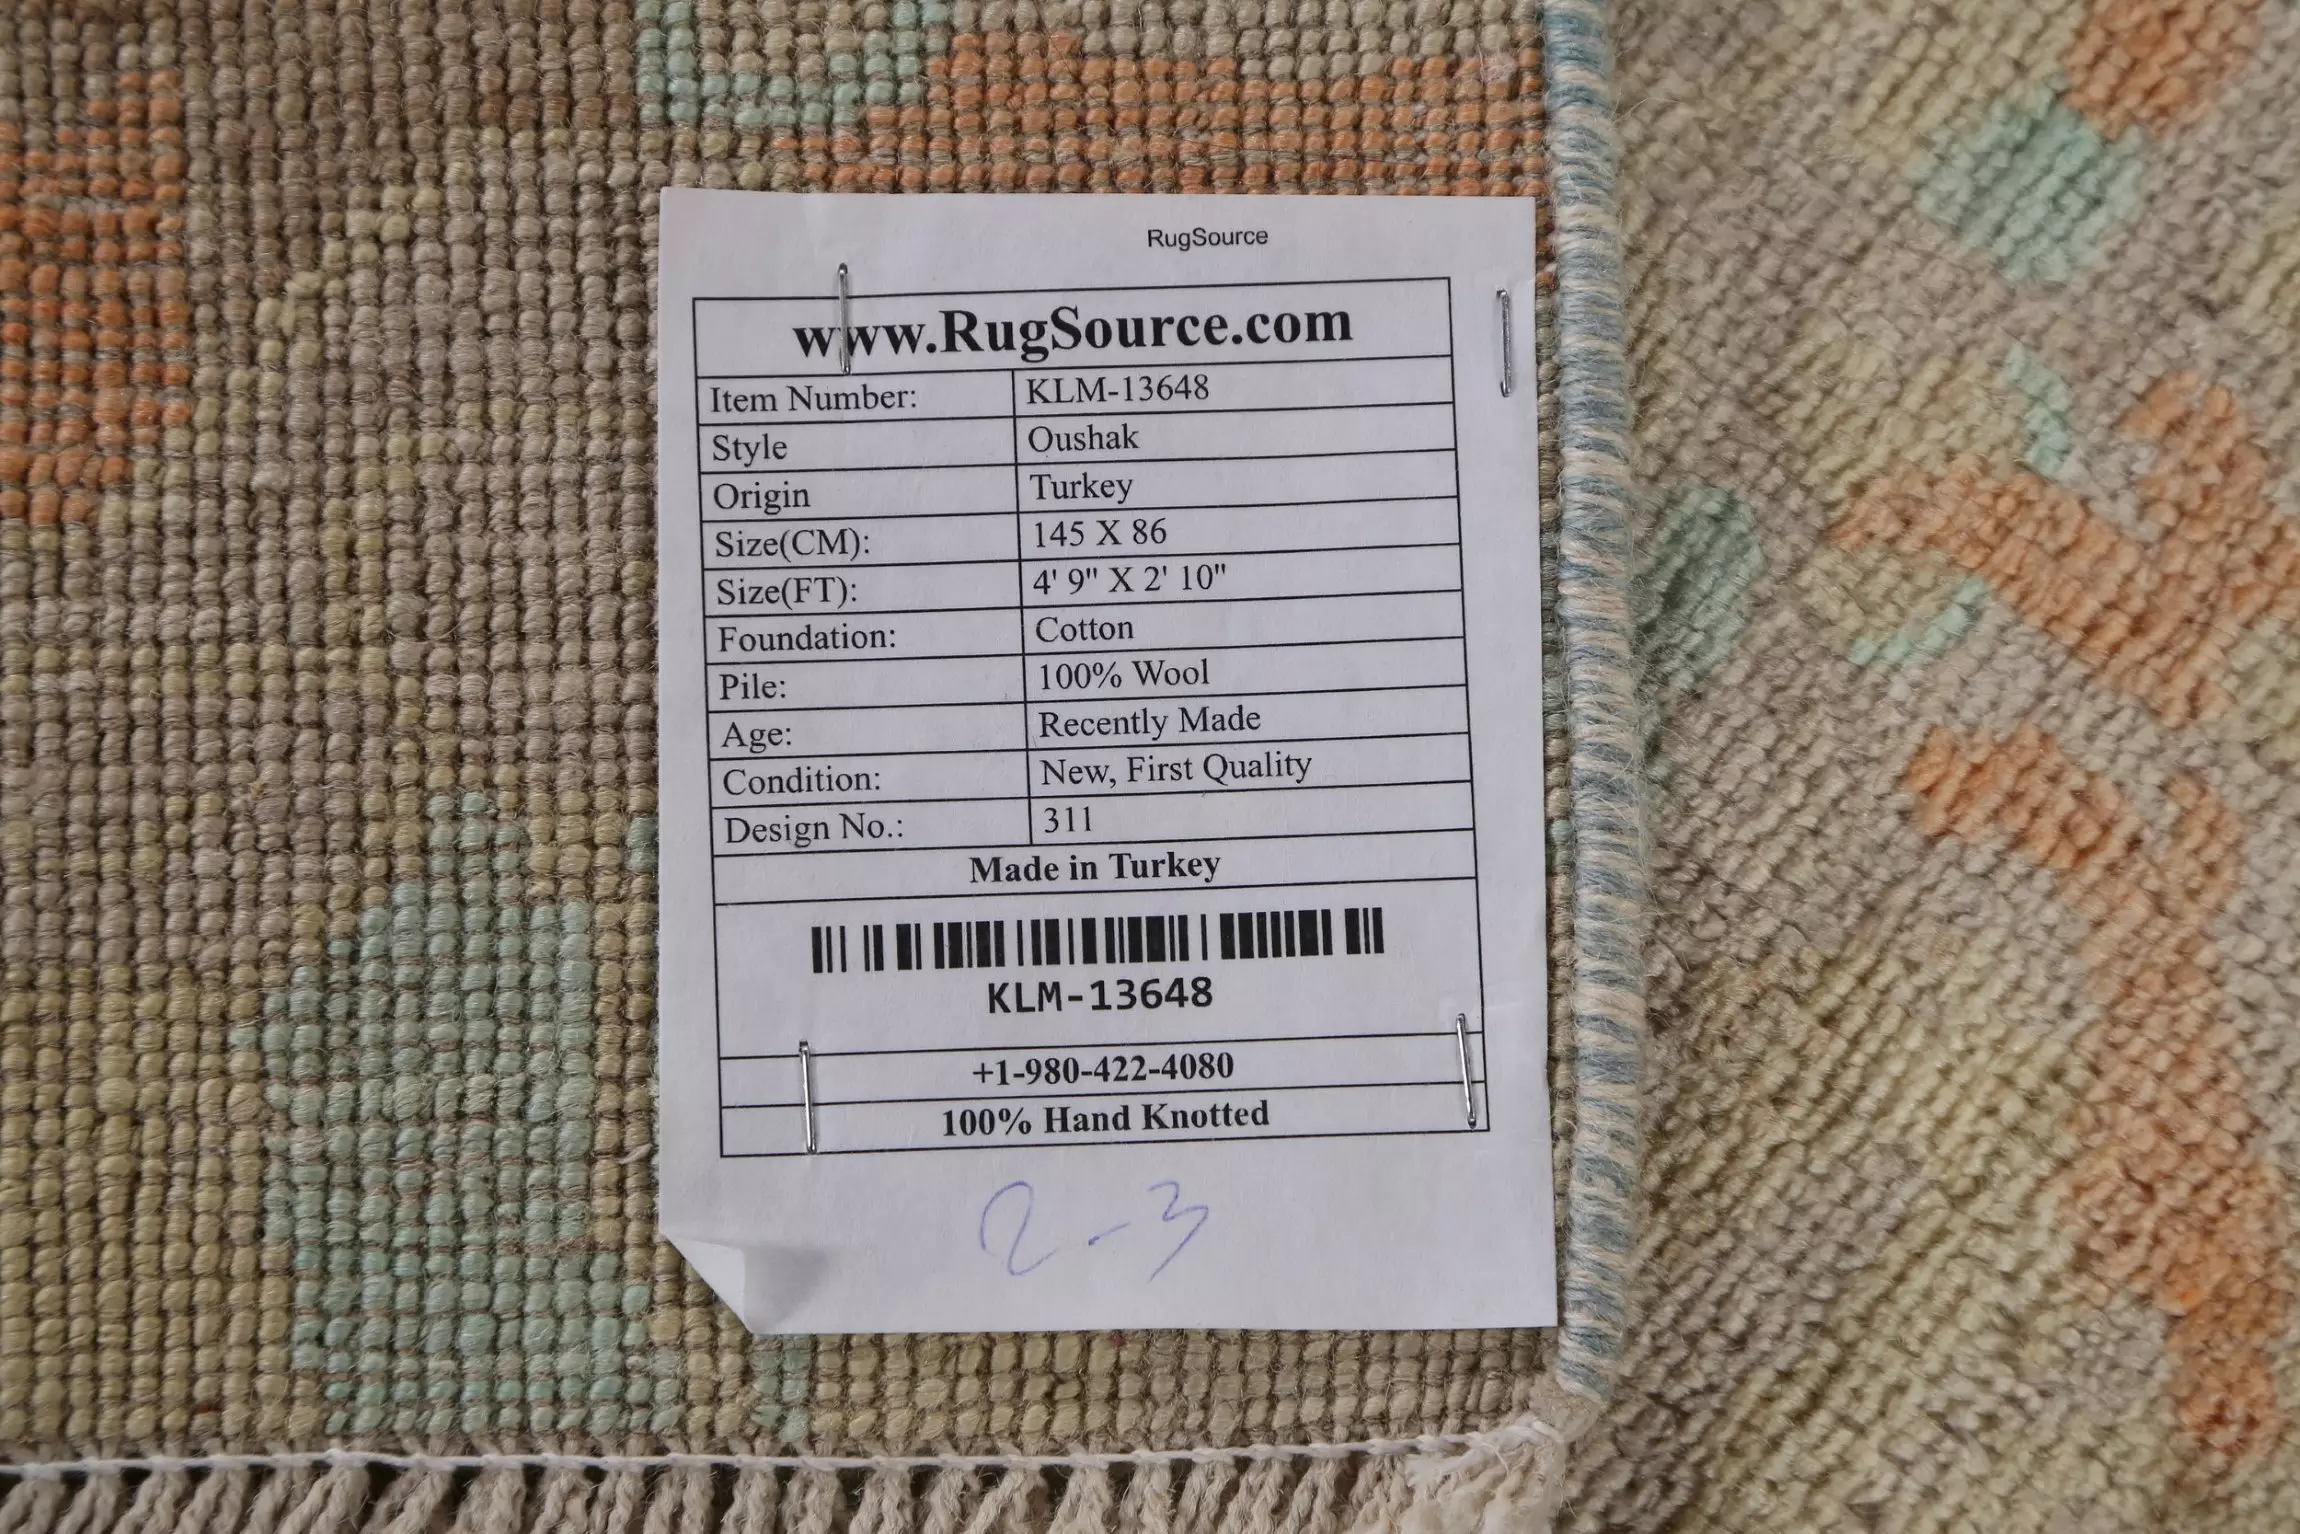 RugSource
www.RugSource.com
Item Number: KLM-13648
Style Oushak
Origin Turkey
Size(CM): 145 X 86
Size(FT): 4' 9" X 2' 10"
Foundation: Cotton
Pile: 100% Wool
Age: Recently Made
Condition: New, First Quality
Design No.: 311
Made in Turkey
KLM-13648
+1-980-422-4080
100% Hand Knotted
2-3